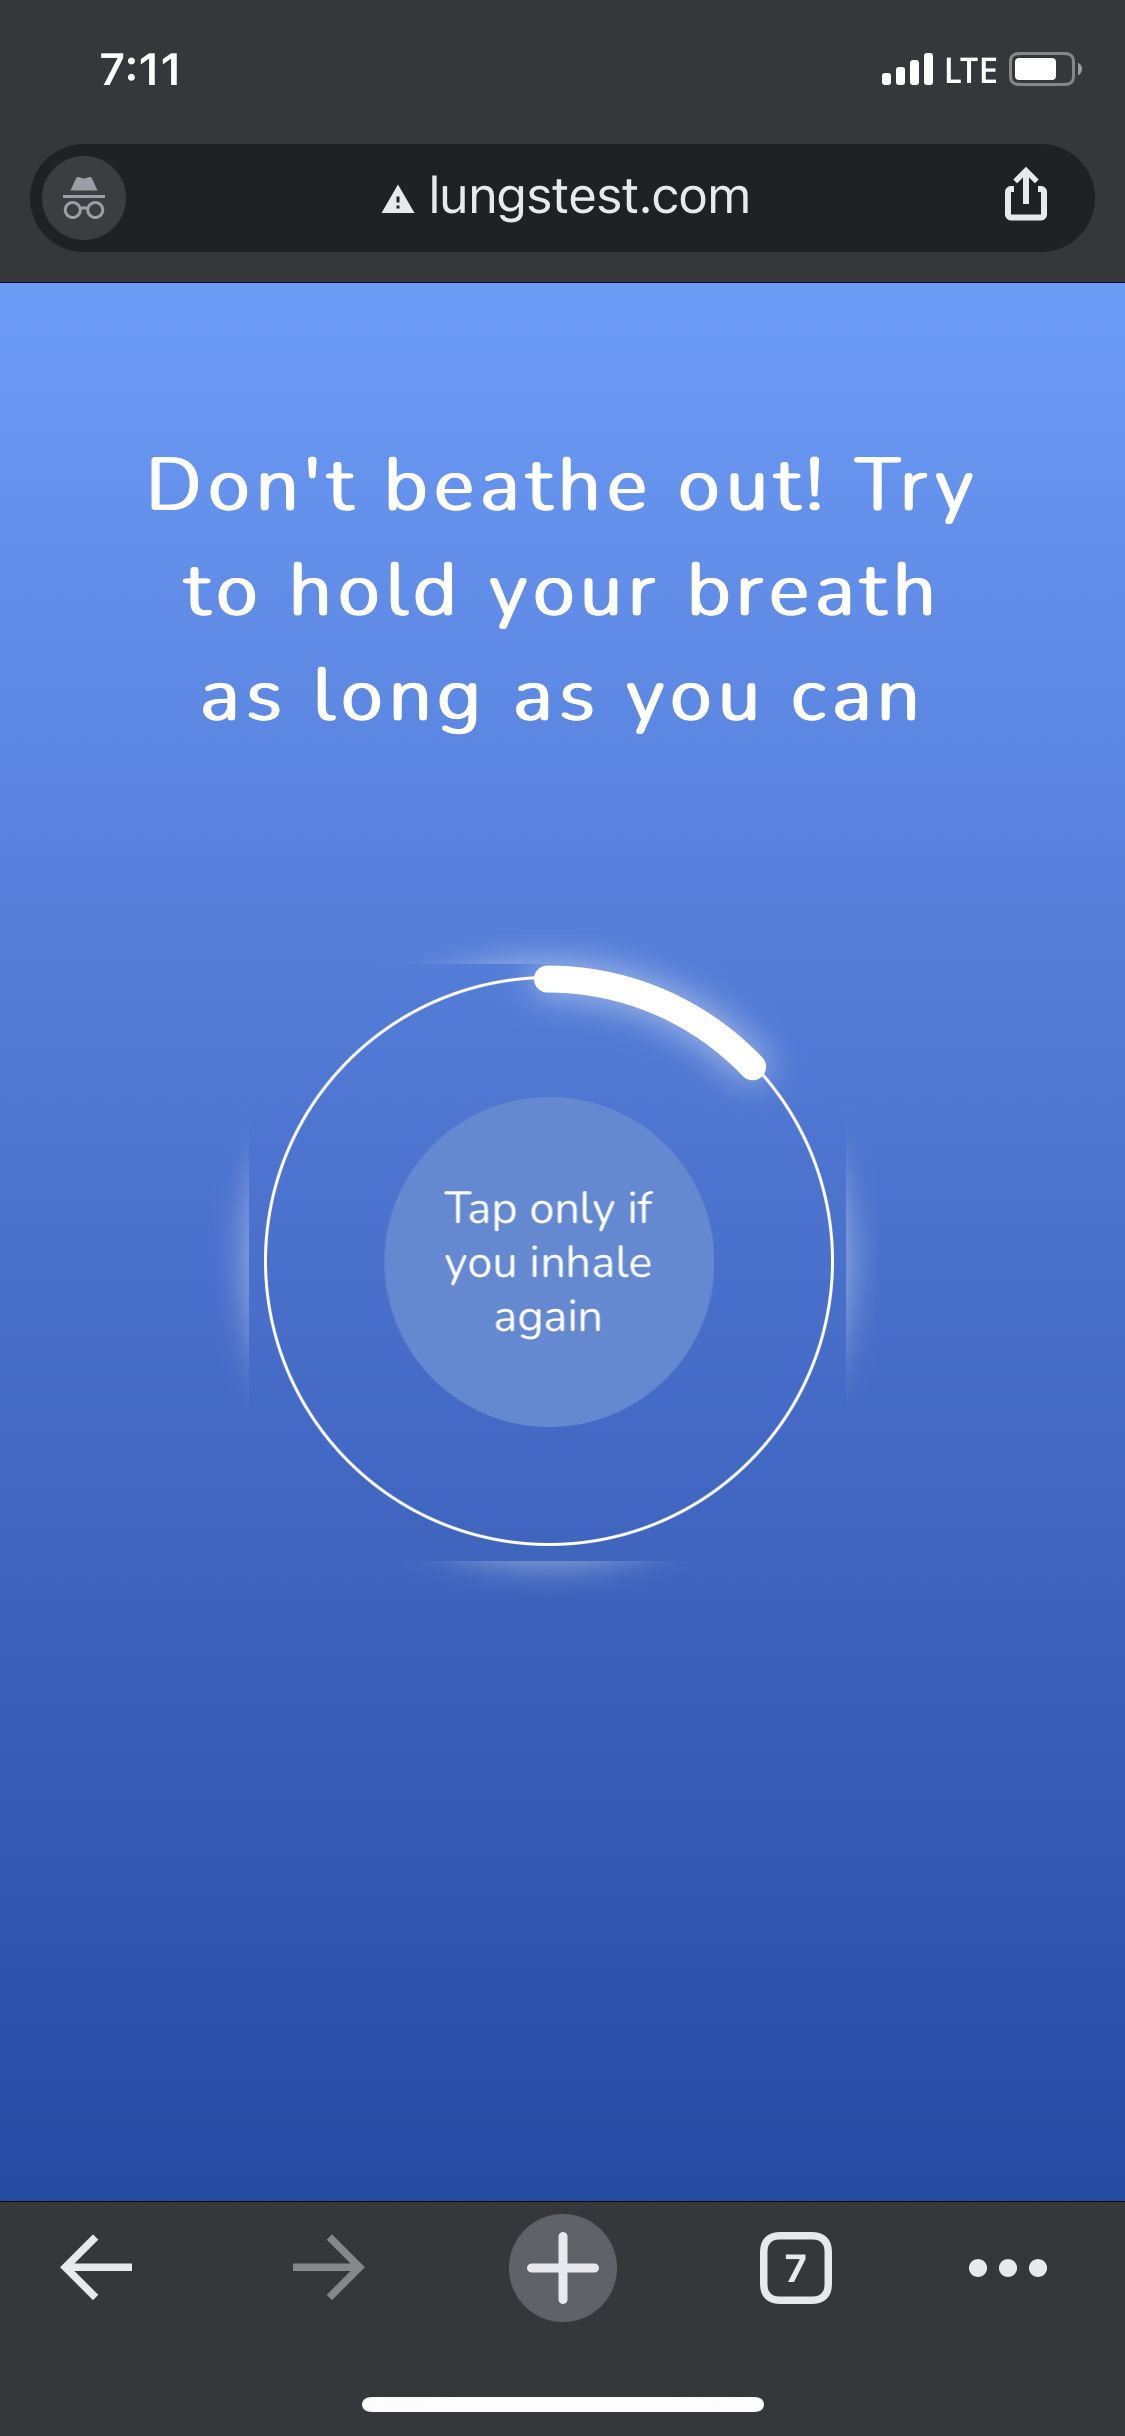 7:11
LTE
lungstest.com
Don't beathe out! Try
to hold your breath
as long as you can
Tap only if
you inhale
again
7